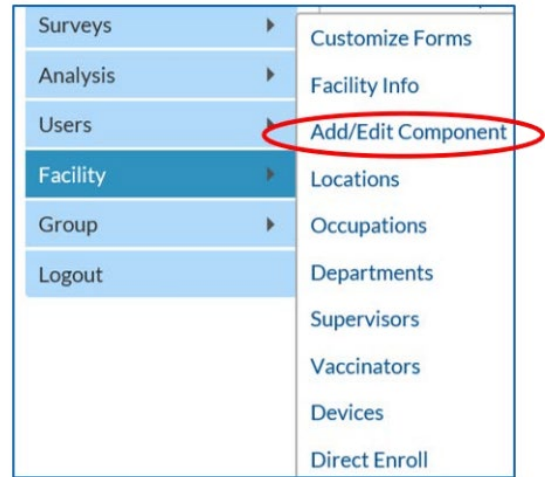 Surveys
Analysis
Users
Facility
Group
Logout
Customize Forms
Facility Info
Add/Edit Component
Locations
Occupations
Departments
Supervisors
Vaccinators
Devices
Direct Enroll